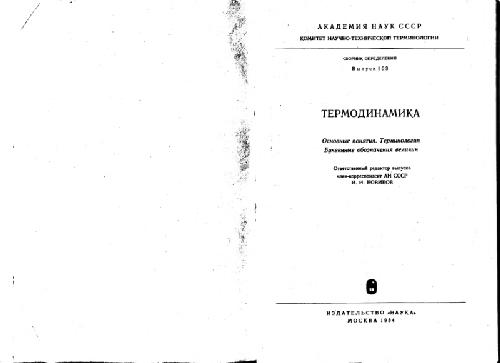 АКАДЕМИЯ НАУК СССР
КОМИТЕТ НАУЧНО-ТЕХНИЧЕСКОЙ ТЕРМИНОЛОГИИ
СБОРНИК ОПРЕДЕЛЕНИЙ
Выпуск 103
ТЕРМОДИНАМИКА
Основные понятия. Терминология
Буквенные обозначения величин
Ответственный редактор выпуска
член-корреспондент АН СССР
И. И. НОВИКОВ
ИЗДАТЕЛЬСТВО «НАУКА»
МОСКВА 1984